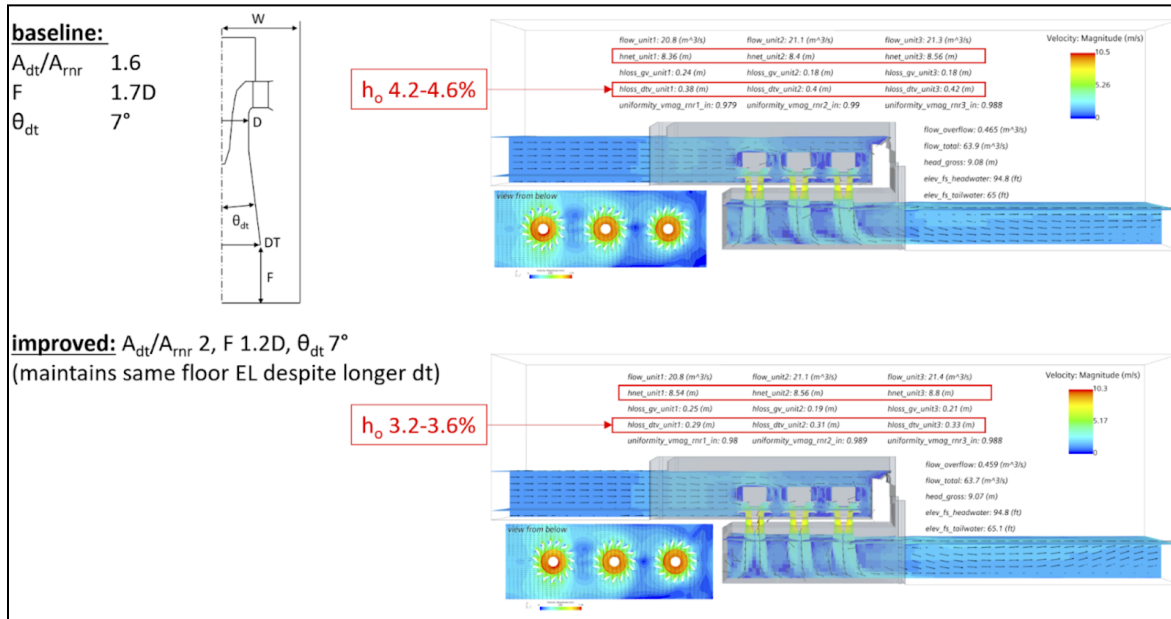 baseline:
A_dt/A_rnr 1.6
F 1.7D
θ_dt 7°
W
D
θ_dt
DT
F
h_o 4.2-4.6%
flow_unit1: 20.8 (m^3/s) flow_unit2: 21.1 (m^3/s) flow_unit3: 21.3 (m^3/s)
hnet_unit1: 8.36 (m) hnet_unit2: 8.4 (m) hnet_unit3: 8.56 (m)
hloss_gv_unit1: 0.24 (m) hloss_gv_unit2: 0.18 (m) hloss_gv_unit3: 0.18 (m)
hloss_dtv_unit1: 0.38 (m) hloss_dtv_unit2: 0.4 (m) hloss_dtv_unit3: 0.42 (m)
uniformity_vmag_rnr1_in: 0.979 uniformity_vmag_rnr2_in: 0.99 uniformity_vmag_rnr3_in: 0.988
Velocity: Magnitude (m/s)
10.5
5.26
0
flow_overflow: 0.465 (m^3/s)
flow_total: 63.9 (m^3/s)
head_gross: 9.08 (m)
elev_fs_headwater: 94.8 (ft)
elev_fs_tailwater: 65 (ft)
view from below
improved: A_dt/A_rnr 2, F 1.2D, θ_dt 7°
(maintains same floor EL despite longer dt)
h_o 3.2-3.6%
flow_unit1: 20.8 (m^3/s) flow_unit2: 21.1 (m^3/s) flow_unit3: 21.4 (m^3/s)
hnet_unit1: 8.54 (m) hnet_unit2: 8.56 (m) hnet_unit3: 8.8 (m)
hloss_gv_unit1: 0.25 (m) hloss_gv_unit2: 0.19 (m) hloss_gv_unit3: 0.21 (m)
hloss_dtv_unit1: 0.29 (m) hloss_dtv_unit2: 0.31 (m) hloss_dtv_unit3: 0.33 (m)
uniformity_vmag_rnr1_in: 0.98 uniformity_vmag_rnr2_in: 0.989 uniformity_vmag_rnr3_in: 0.988
Velocity: Magnitude (m/s)
10.3
5.17
0
flow_overflow: 0.459 (m^3/s)
flow_total: 63.7 (m^3/s)
head_gross: 9.07 (m)
elev_fs_headwater: 94.8 (ft)
elev_fs_tailwater: 65.1 (ft)
view from below